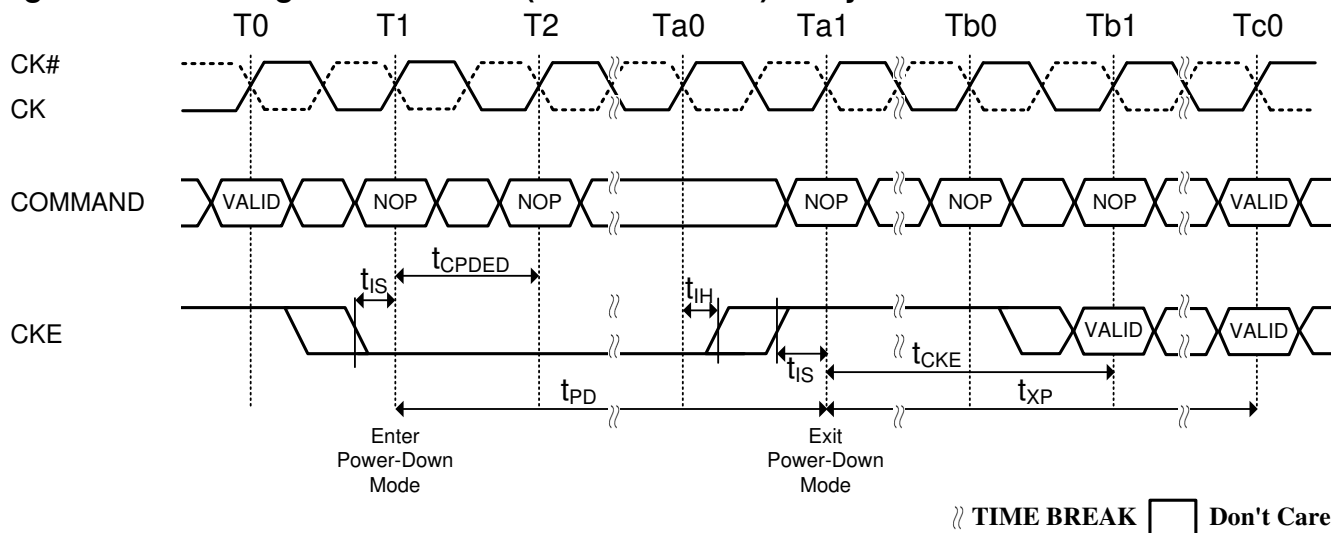 T0 T1 T2 Ta0 Ta1 Tb0 Tb1 Tc0
CK#
CK
COMMAND VALID NOP NOP NOP NOP NOP VALID
tIS tCPDED tIH
CKE VALID VALID
tIS tCKE
tPD tXP
Enter
Power-Down
Mode
Exit
Power-Down
Mode
TIME BREAK Don't Care